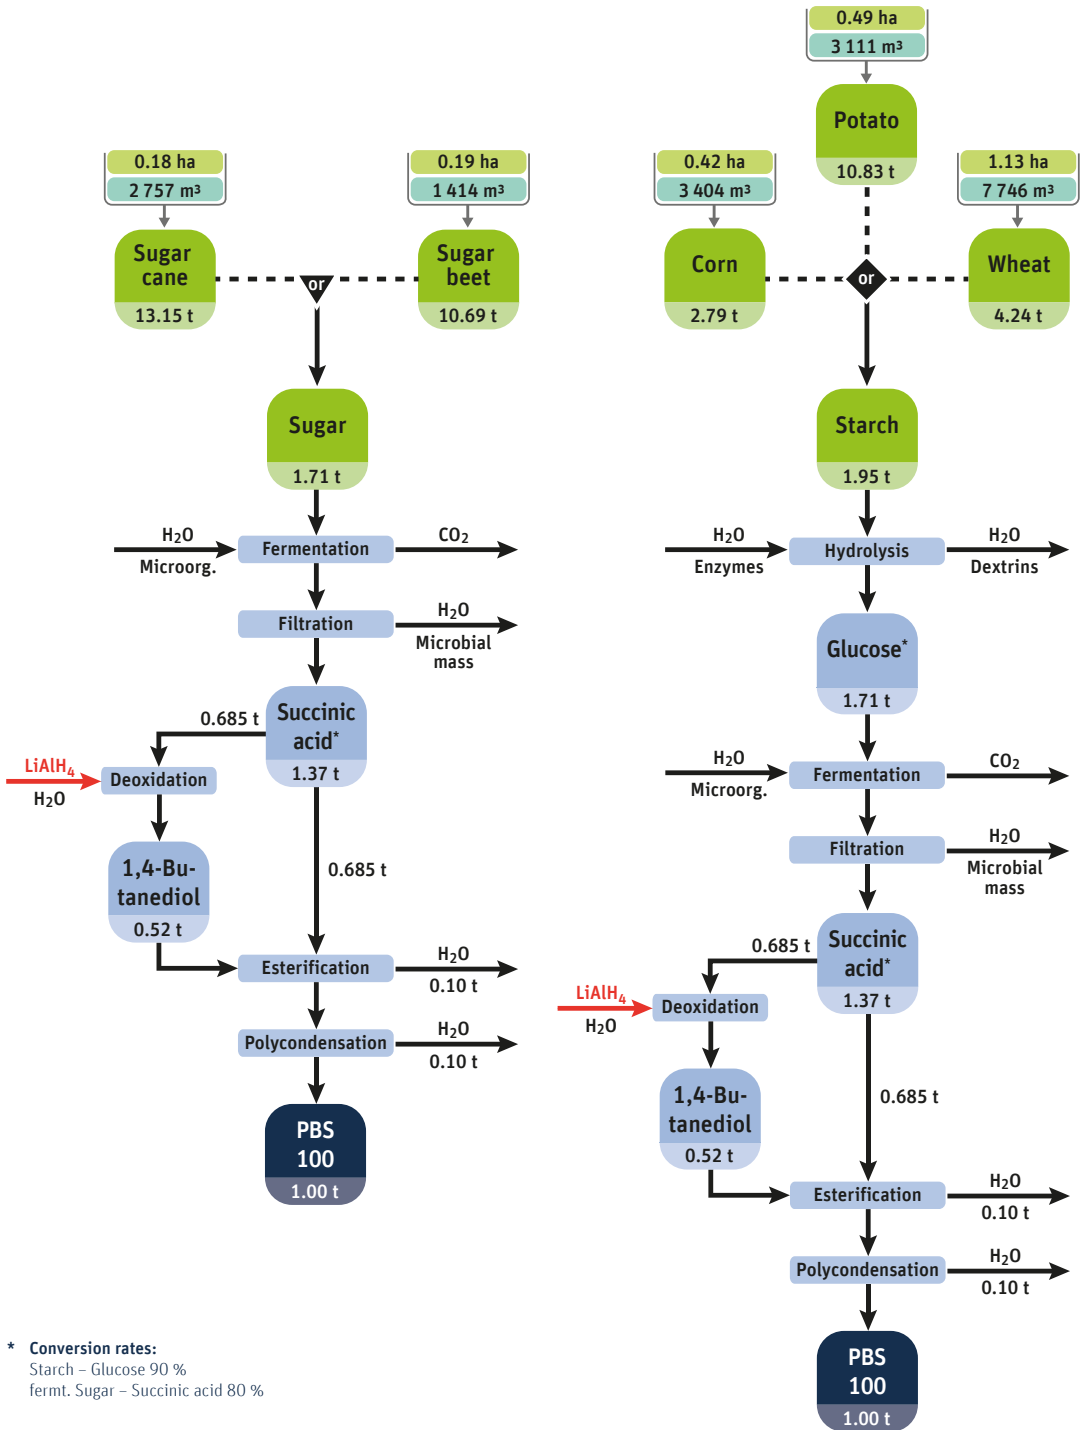 0.18 ha
2 757 m³
0.19 ha
1 414 m³
Sugar
cane
13.15 t
or
Sugar
beet
10.69 t
Sugar
1.71 t
H₂O
Microorg.
Fermentation
CO₂
Filtration
H₂O
Microbial
mass
0.685 t
Succinic
acid*
1.37 t
LiAlH₄
H₂O
Deoxidation
1,4-Bu-
tanediol
0.52 t
0.685 t
Esterification
H₂O
0.10 t
Polycondensation
H₂O
0.10 t
PBS
100
1.00 t
0.49 ha
3 111 m³
Potato
10.83 t
0.42 ha
3 404 m³
1.13 ha
7 746 m³
Corn
2.79 t
or
Wheat
4.24 t
Starch
1.95 t
H₂O
Enzymes
Hydrolysis
H₂O
Dextrins
Glucose*
1.71 t
H₂O
Microorg.
Fermentation
CO₂
Filtration
H₂O
Microbial
mass
0.685 t
Succinic
acid*
1.37 t
LiAlH₄
H₂O
Deoxidation
1,4-Bu-
tanediol
0.52 t
0.685 t
Esterification
H₂O
0.10 t
Polycondensation
H₂O
0.10 t
PBS
100
1.00 t
* Conversion rates:
Starch – Glucose 90 %
fermt. Sugar – Succinic acid 80 %